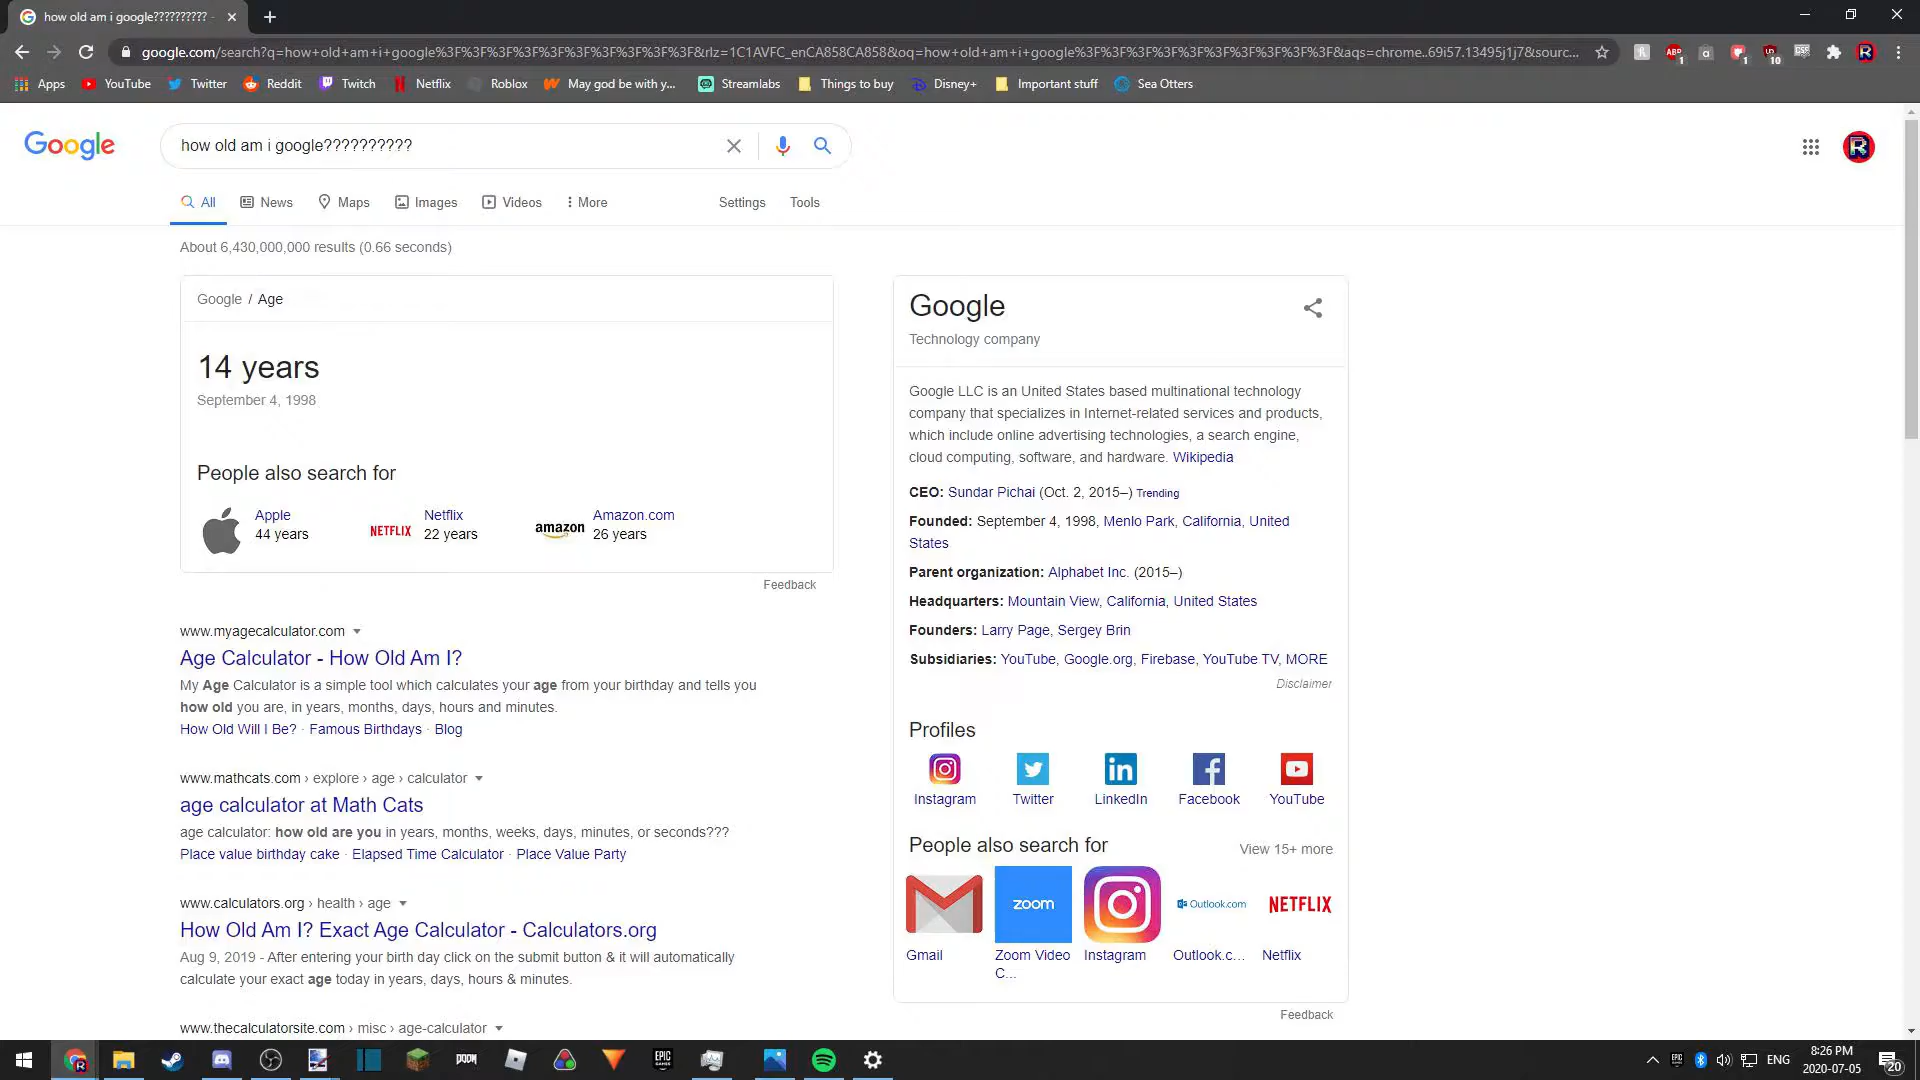 how old am i google??????????
google.com/search?q=how+old+am+i+google%3F%3F%3F%3F%3F%3F%3F%3F%3F%3F&rlz=1C1AVFC_enCA858CA858&oq=how+old+am+i+google%3F%3F%3F%3F%3F%3F%3F%3F%3F%3F&aqs=chrome..69i57.13495j1j7&sourc...
Apps YouTube Twitter Reddit Twitch Netflix Roblox May god be with y... Streamlabs Things to buy Disney+ Important stuff Sea Otters
Google how old am i google??????????
All News Maps Images Videos More Settings Tools
About 6,430,000,000 results (0.66 seconds)
Google / Age
14 years
September 4, 1998
People also search for
Apple
44 years
NETFLIX
Netflix
22 years
amazon
Amazon.com
26 years
Feedback
www.myagecalculator.com
Age Calculator - How Old Am I?
My Age Calculator is a simple tool which calculates your age from your birthday and tells you
how old you are, in years, months, days, hours and minutes.
How Old Will I Be? · Famous Birthdays · Blog
www.mathcats.com › explore › age › calculator
age calculator at Math Cats
age calculator: how old are you in years, months, weeks, days, minutes, or seconds???
Place value birthday cake · Elapsed Time Calculator · Place Value Party
www.calculators.org › health › age
How Old Am I? Exact Age Calculator - Calculators.org
Aug 9, 2019 - After entering your birth day click on the submit button & it will automatically
calculate your exact age today in years, days, hours & minutes.
www.thecalculatorsite.com › misc › age-calculator
Google
Technology company
Google LLC is an United States based multinational technology
company that specializes in Internet-related services and products,
which include online advertising technologies, a search engine,
cloud computing, software, and hardware. Wikipedia
CEO: Sundar Pichai (Oct. 2, 2015–) Trending
Founded: September 4, 1998, Menlo Park, California, United
States
Parent organization: Alphabet Inc. (2015–)
Headquarters: Mountain View, California, United States
Founders: Larry Page, Sergey Brin
Subsidiaries: YouTube, Google.org, Firebase, YouTube TV, MORE
Disclaimer
Profiles
Instagram Twitter LinkedIn Facebook YouTube
People also search for View 15+ more
zoom Outlook.com NETFLIX
Gmail Zoom Video C... Instagram Outlook.c... Netflix
Feedback
DOOM EPIC GAMES
ENG
8:26 PM
2020-07-05
20